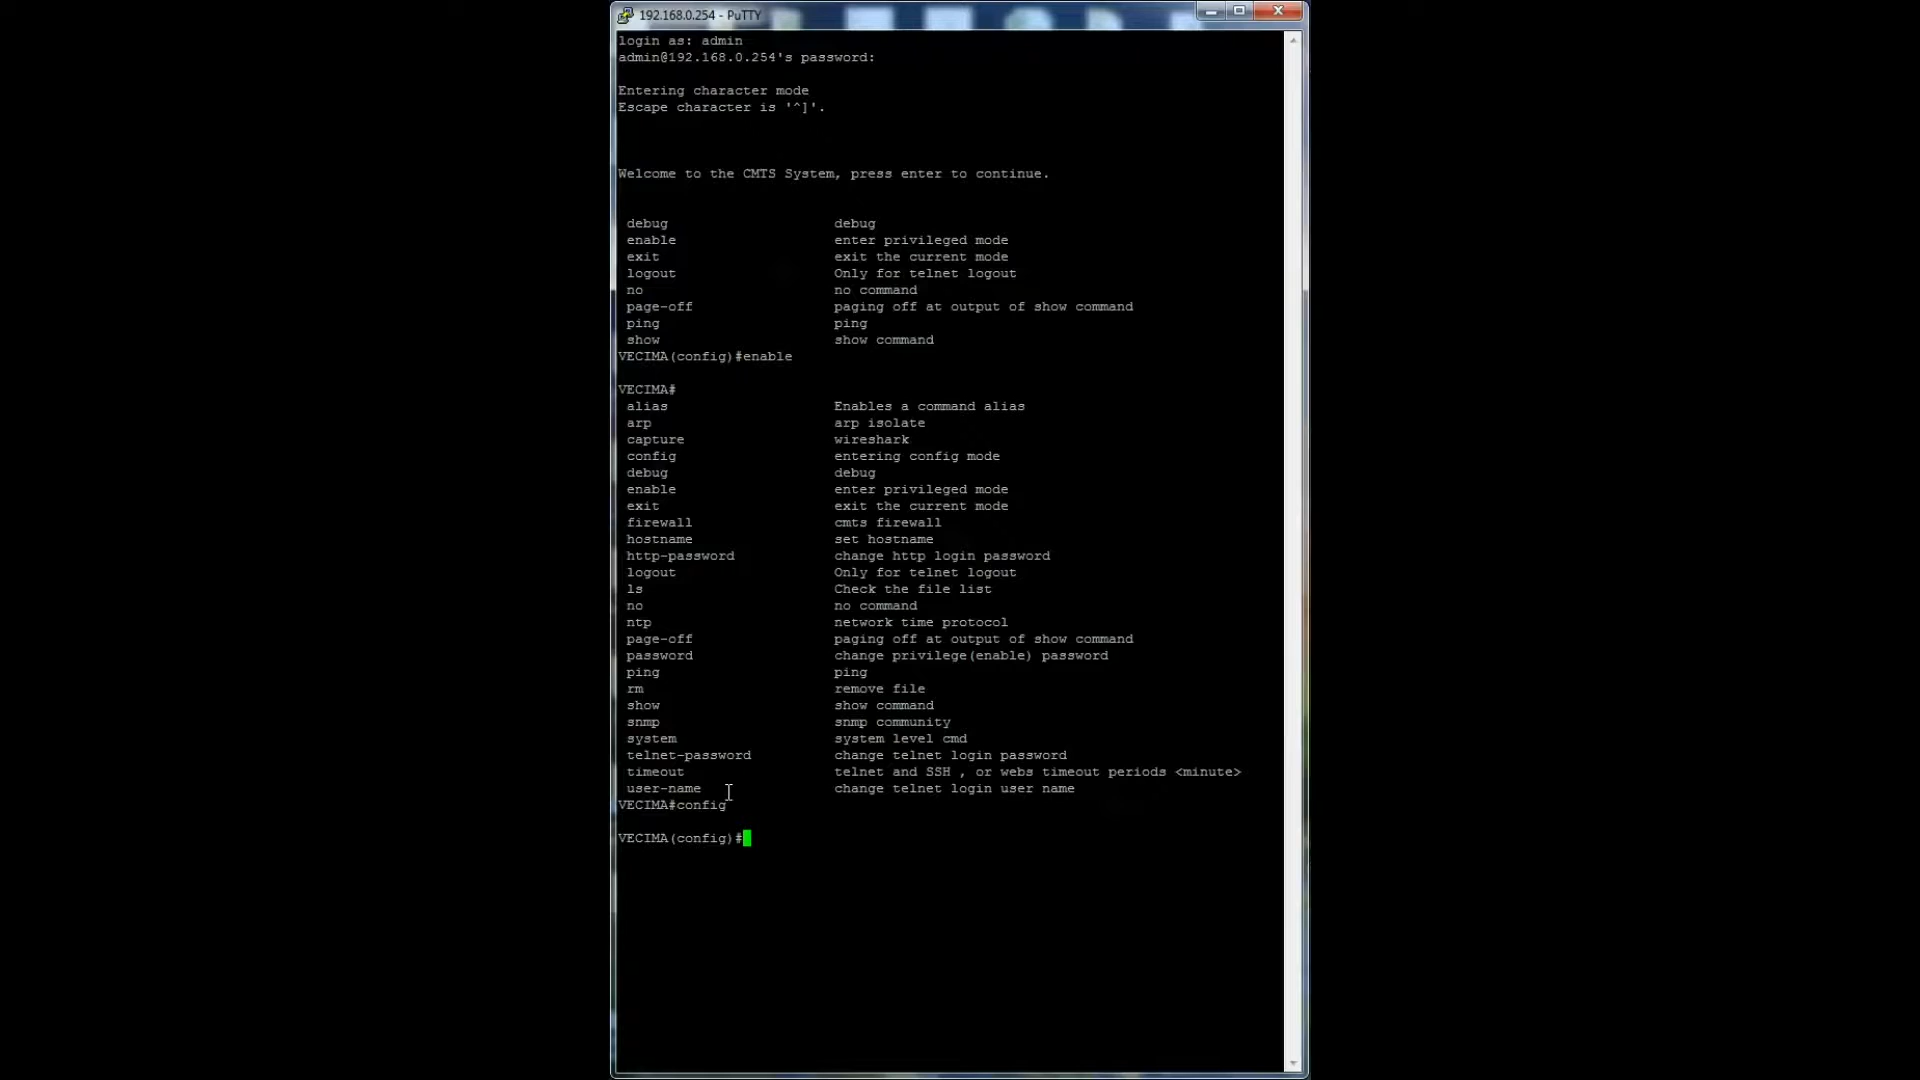 192.168.0.254 - PuTTY
login as: admin
admin@192.168.0.254's password:
Entering character mode
Escape character is '^]'.
Welcome to the CMTS System, press enter to continue.
debug debug
enable enter privileged mode
exit exit the current mode
logout Only for telnet logout
no no command
page-off paging off at output of show command
ping ping
show show command
VECIMA(config)#enable
VECIMA#
alias Enables a command alias
arp arp isolate
capture wireshark
config entering config mode
debug debug
enable enter privileged mode
exit exit the current mode
firewall cmts firewall
hostname set hostname
http-password change http login password
logout Only for telnet logout
ls Check the file list
no no command
ntp network time protocol
page-off paging off at output of show command
password change privilege(enable) password
ping ping
rm remove file
show show command
snmp snmp community
system system level cmd
telnet-password change telnet login password
timeout telnet and SSH , or webs timeout periods <minute>
user-name change telnet login user name
VECIMA#config
VECIMA(config)#